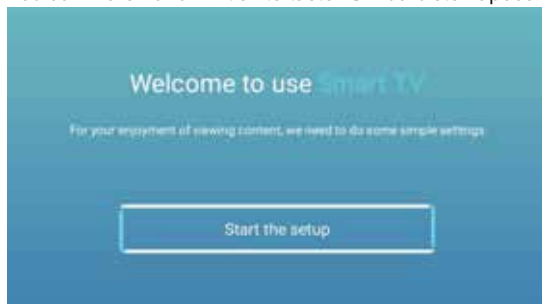 Welcome to use Smart TV
For your enjoyment of viewing content, we need to do some simple settings
Start the setup